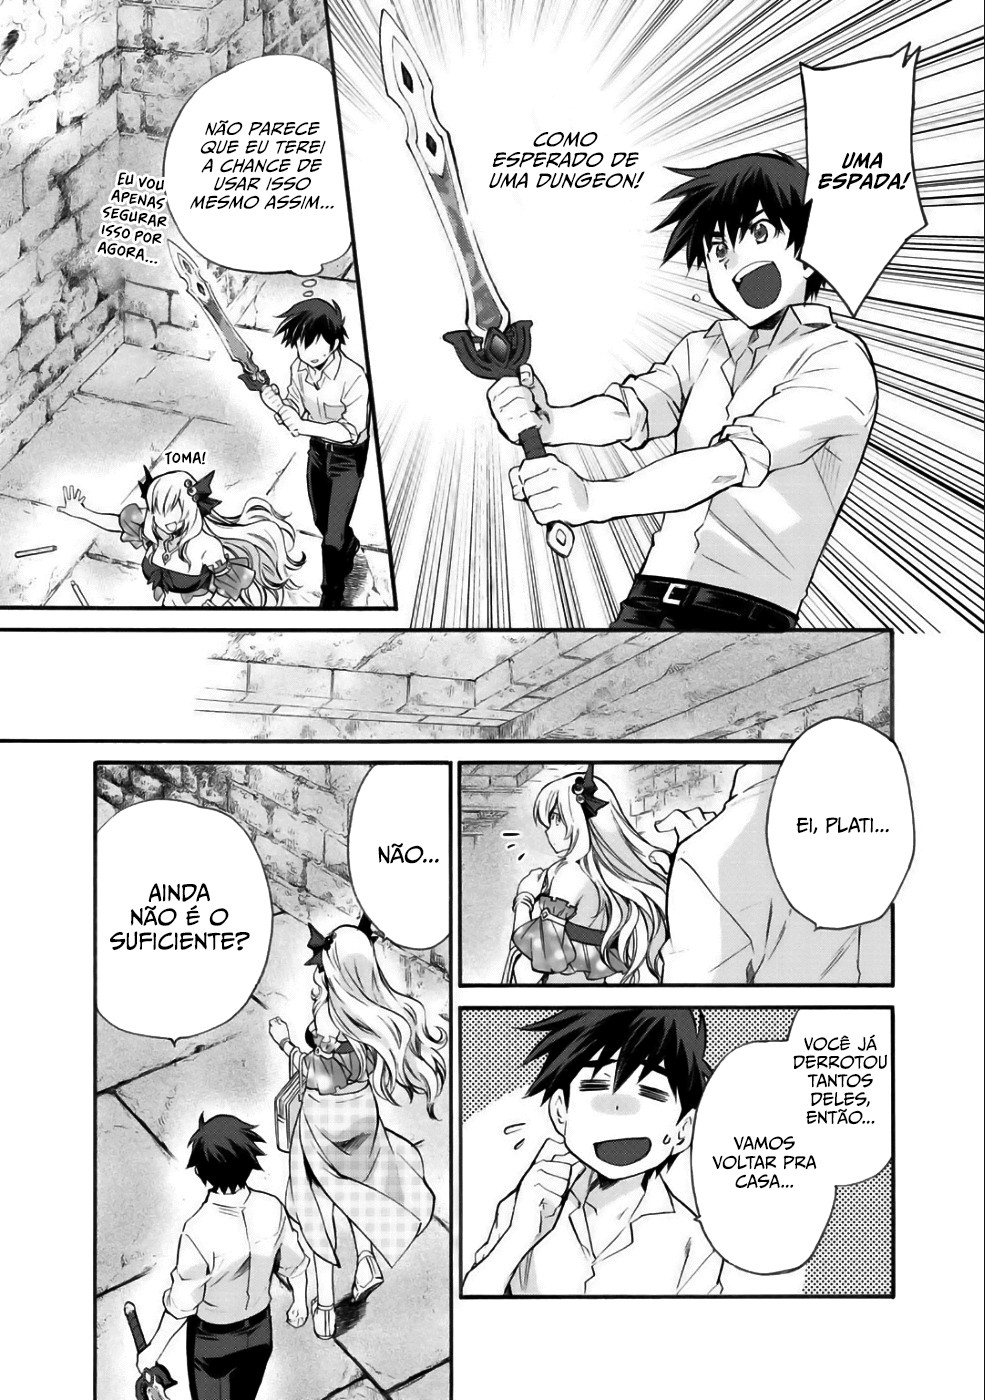 UMA
ESPADA!
COMO
ESPERADO DE
UMA DUNGEON!
NÃO PARECE
QUE EU TEREI
A CHANCE DE
USAR ISSO
MESMO ASSIM...
EU VOU
APENAS
SEGURAR
ISSO POR
AGORA...
TOMA!
EI, PLATI...
VOCÊ JÁ
DERROTOU
TANTOS
DELES,
ENTÃO...
VAMOS
VOLTAR PRA
CASA...
NÃO...
AINDA
NÃO É O
SUFICIENTE?